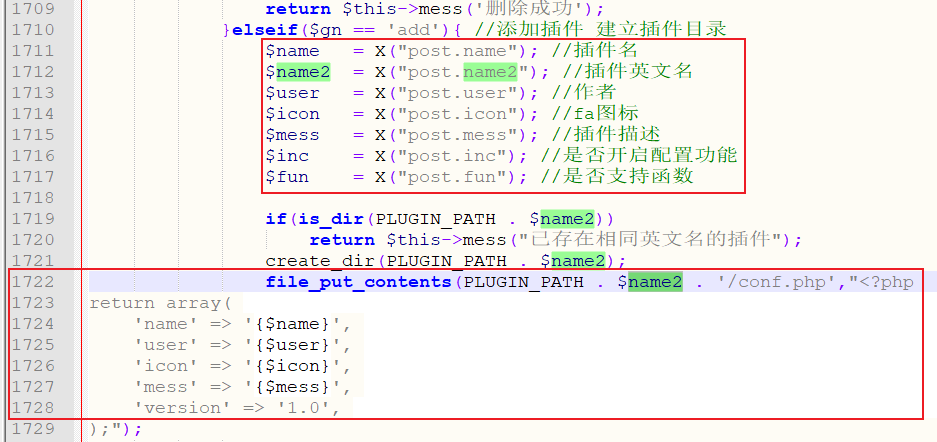 1709 return $this->mess('删除成功');
1710 }elseif($gn == 'add'){ //添加插件 建立插件目录
1711 $name = X("post.name"); //插件名
1712 $name2 = X("post.name2"); //插件英文名
1713 $user = X("post.user"); //作者
1714 $icon = X("post.icon"); //fa图标
1715 $mess = X("post.mess"); //插件描述
1716 $inc = X("post.inc"); //是否开启配置功能
1717 $fun = X("post.fun"); //是否支持函数
1718
1719 if(is_dir(PLUGIN_PATH . $name2))
1720 return $this->mess("已存在相同英文名的插件");
1721 create_dir(PLUGIN_PATH . $name2);
1722 file_put_contents(PLUGIN_PATH . $name2 . '/conf.php',"<?php
1723 return array(
1724 'name' => '{$name}',
1725 'user' => '{$user}',
1726 'icon' => '{$icon}',
1727 'mess' => '{$mess}',
1728 'version' => '1.0',
1729 );");